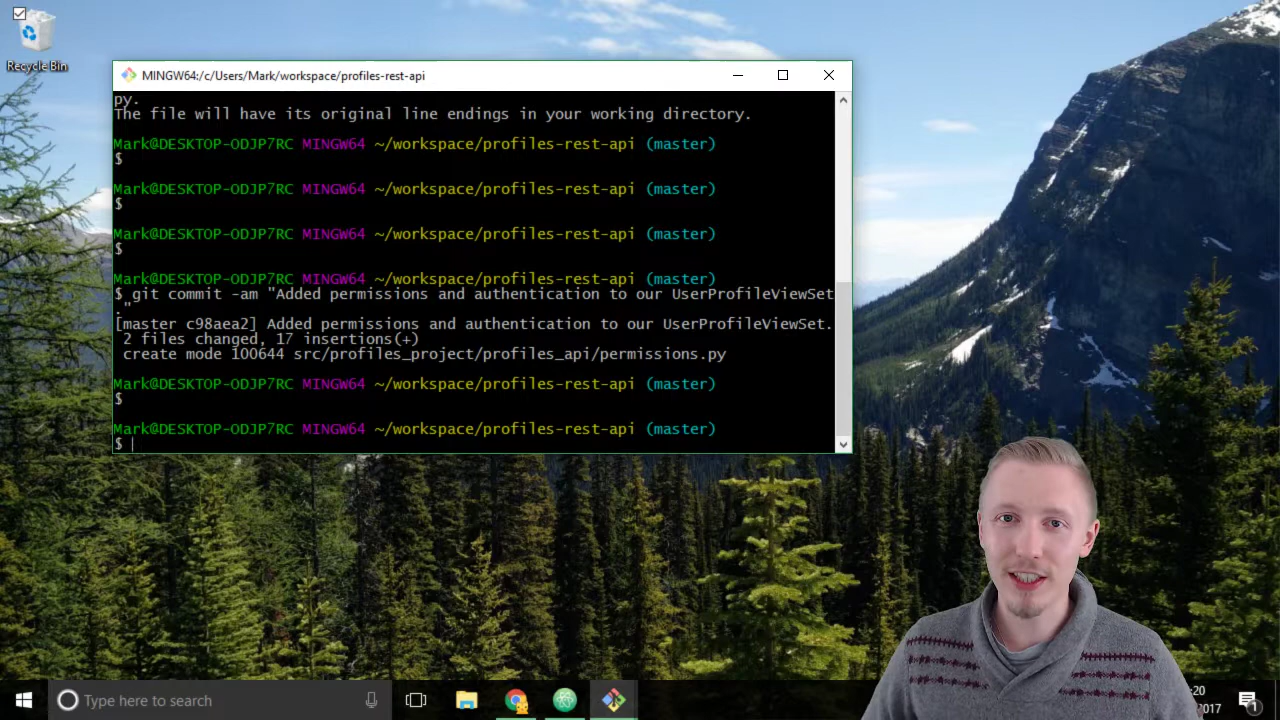 Recycle Bin
MINGW64:/c/Users/Mark/workspace/profiles-rest-api
py.
The file will have its original line endings in your working directory.
Mark@DESKTOP-ODJP7RC MINGW64 ~/workspace/profiles-rest-api (master)
$
Mark@DESKTOP-ODJP7RC MINGW64 ~/workspace/profiles-rest-api (master)
$
Mark@DESKTOP-ODJP7RC MINGW64 ~/workspace/profiles-rest-api (master)
$
Mark@DESKTOP-ODJP7RC MINGW64 ~/workspace/profiles-rest-api (master)
$ git commit -am "Added permissions and authentication to our UserProfileViewSet
."
[master c98aea2] Added permissions and authentication to our UserProfileViewSet.
2 files changed, 17 insertions(+)
create mode 100644 src/profiles_project/profiles_api/permissions.py
Mark@DESKTOP-ODJP7RC MINGW64 ~/workspace/profiles-rest-api (master)
$
Mark@DESKTOP-ODJP7RC MINGW64 ~/workspace/profiles-rest-api (master)
$
Type here to search
:20
2017
1